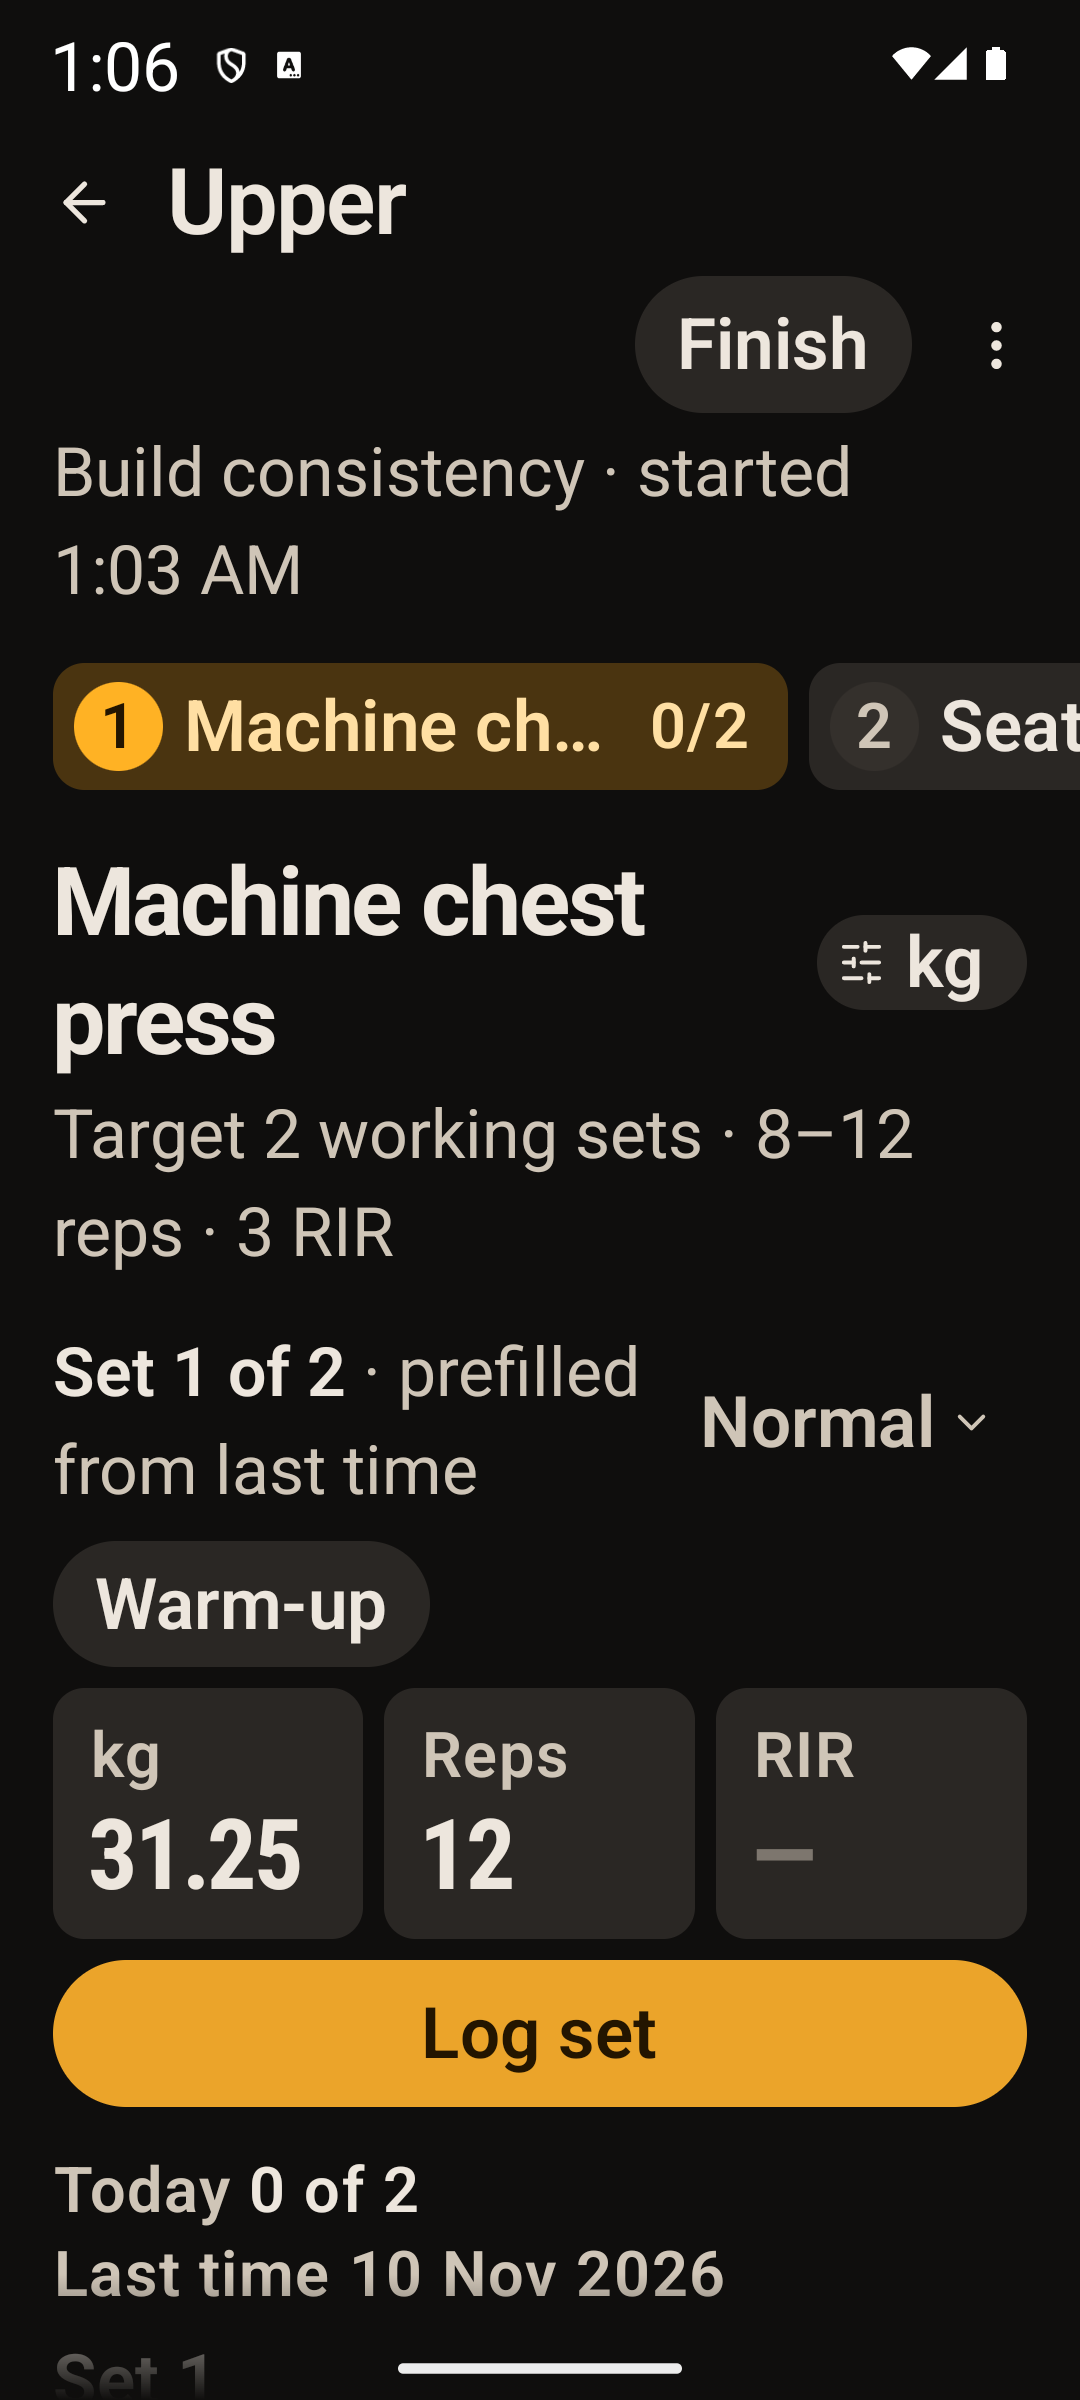 1:06
Upper
Finish
Build consistency · started
1:03 AM
1 Machine ch... 0/2
2 Seat
Machine chest
press
kg
Target 2 working sets · 8–12
reps · 3 RIR
Set 1 of 2 · prefilled
from last time
Normal
Warm-up
kg
31.25
Reps
12
RIR
–
Log set
Today 0 of 2
Last time 10 Nov 2026
Set 1